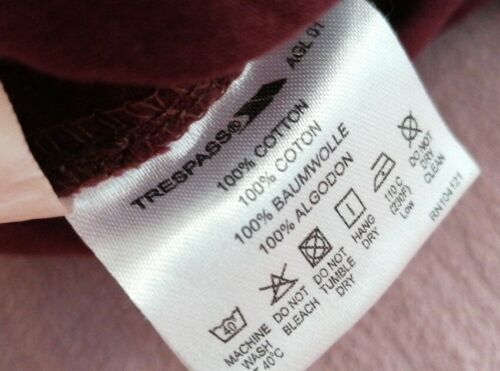 TRESPASS®
AGL 01
100% COTTON
100% COTON
100% BAUMWOLLE
100% ALGODON
40°
MACHINE
WASH
40°C
DO NOT
BLEACH
DO NOT
TUMBLE
DRY
HANG
DRY
110 C
(230F)
Low
DO NOT
DRY
CLEAN
RN104121